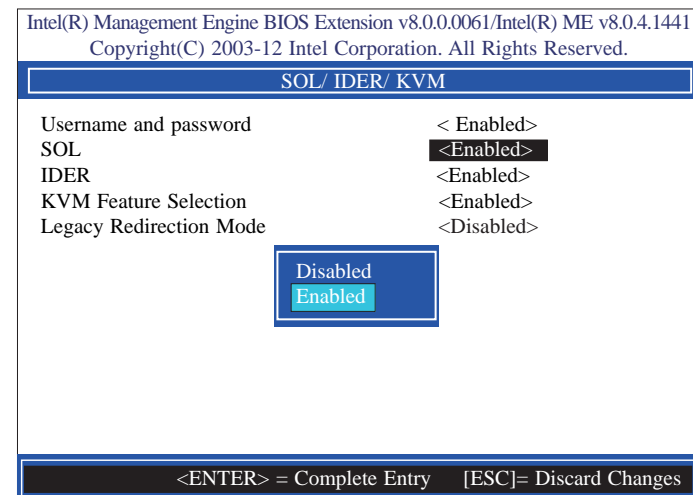 Intel(R) Management Engine BIOS Extension v8.0.0.0061/Intel(R) ME v8.0.4.1441
Copyright(C) 2003-12 Intel Corporation. All Rights Reserved.
SOL/ IDER/ KVM
Username and password < Enabled>
SOL <Enabled>
IDER <Enabled>
KVM Feature Selection <Enabled>
Legacy Redirection Mode <Disabled>
Disabled
Enabled
<ENTER> = Complete Entry [ESC]= Discard Changes